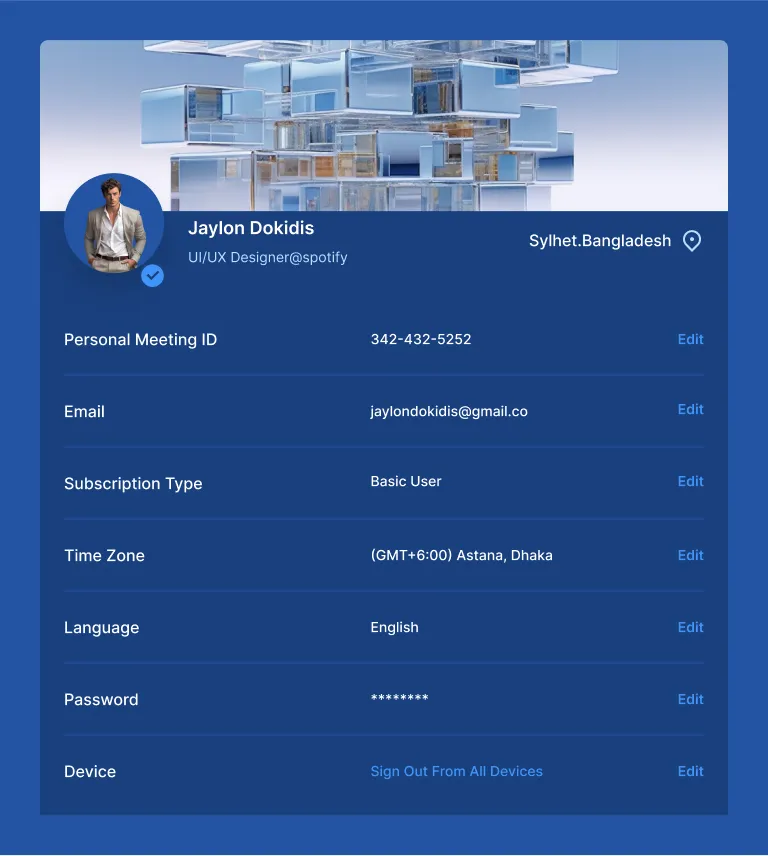 Jaylon Dokidis
UI/UX Designer@spotify
Sylhet.Bangladesh
Personal Meeting ID 342-432-5252 Edit
Email jaylondokidis@gmail.co Edit
Subscription Type Basic User Edit
Time Zone (GMT+6:00) Astana, Dhaka Edit
Language English Edit
Password ******** Edit
Device Sign Out From All Devices Edit